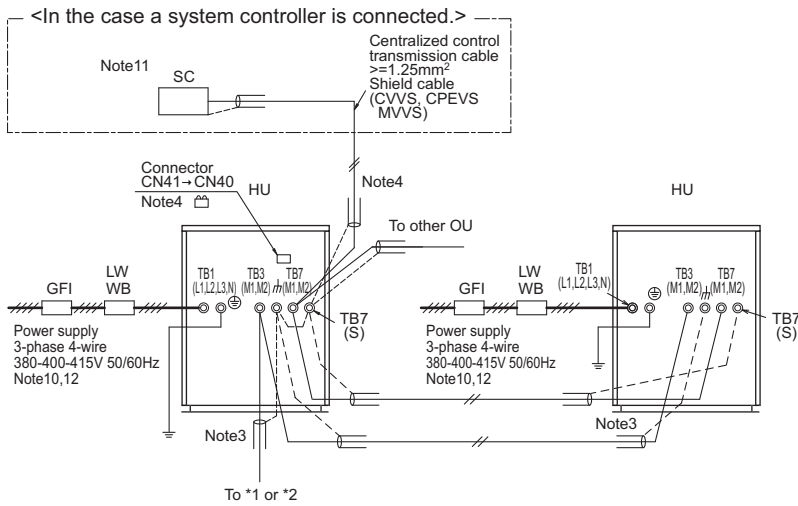 <In the case a system controller is connected.>
Note11
SC
Centralized control
transmission cable
>=1.25mm²
Shield cable
(CVVS, CPEVS
MVVS)
Connector
CN41→CN40
Note4
HU
Note4
To other OU
GFI
LW
WB
TB1
(L1,L2,L3,N)
TB3
(M1,M2)
TB7
(M1,M2)
TB7
(S)
Power supply
3-phase 4-wire
380-400-415V 50/60Hz
Note10,12
Note3
To *1 or *2
HU
GFI
LW
WB
TB1
(L1,L2,L3,N)
TB3
(M1,M2)
TB7
(M1,M2)
TB7
(S)
Power supply
3-phase 4-wire
380-400-415V 50/60Hz
Note10,12
Note3